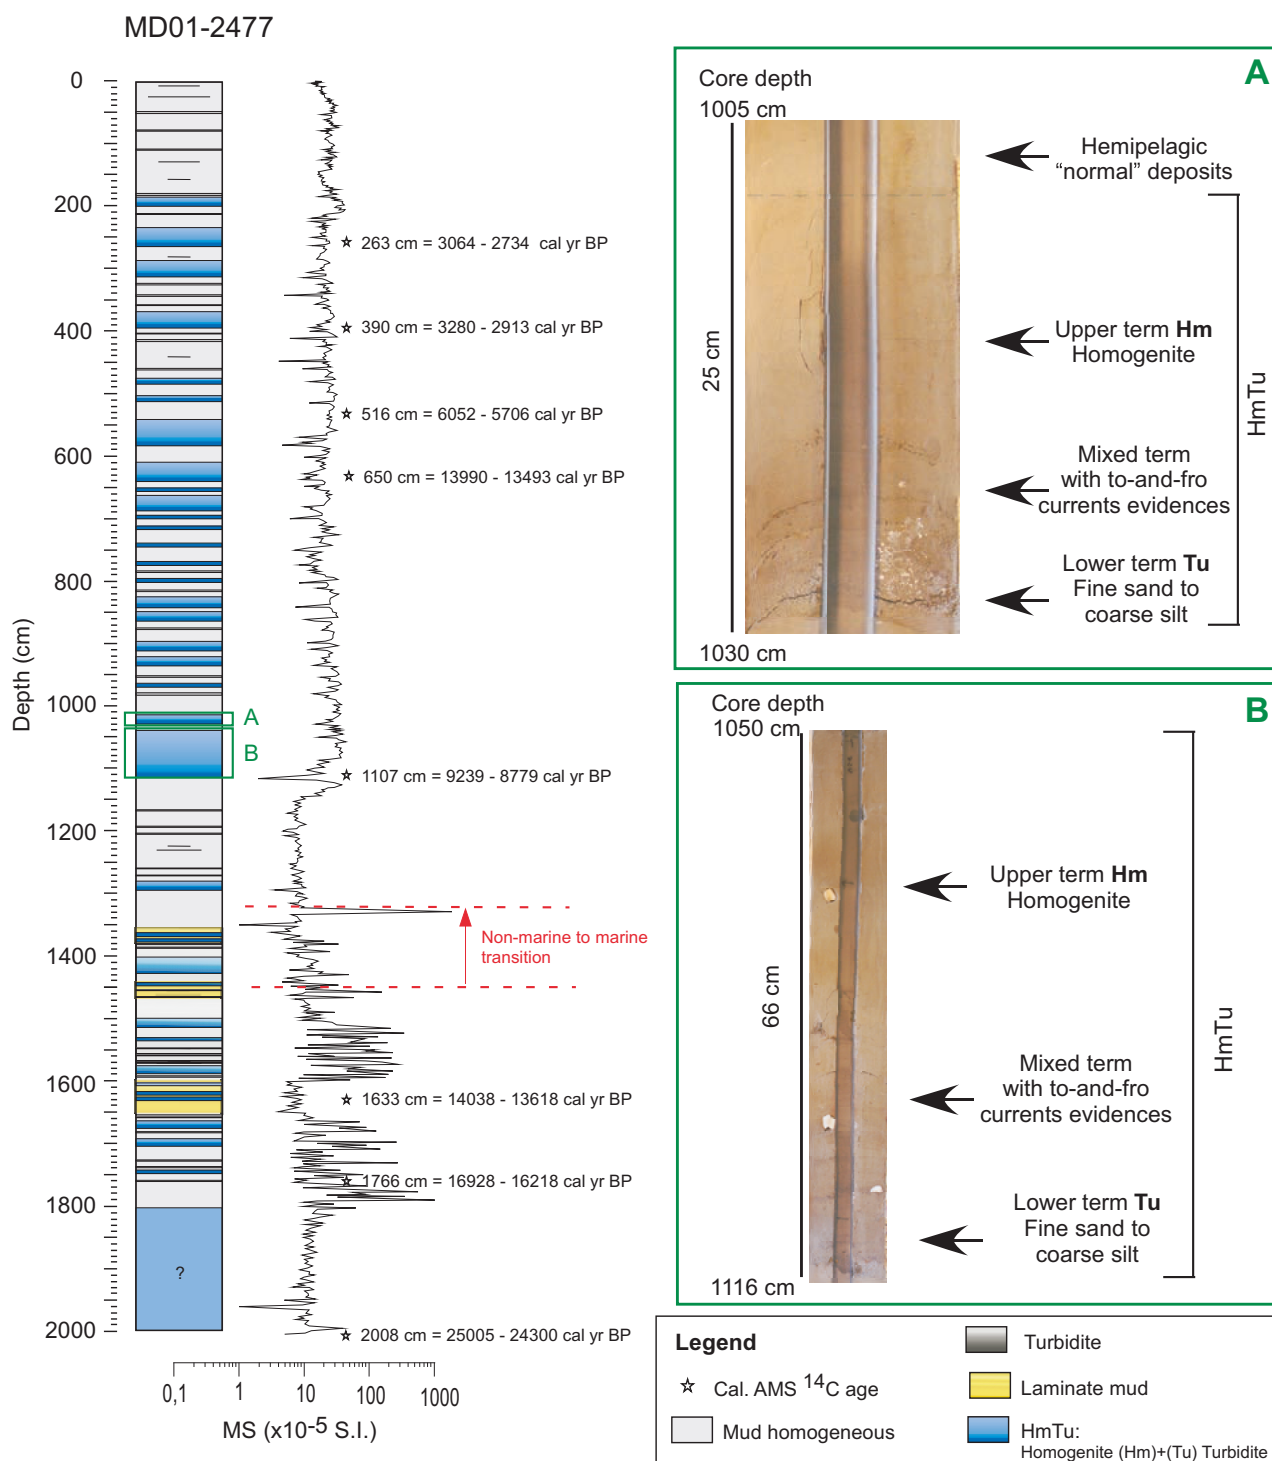 MD01-2477
Depth (cm)
0
200
400
600
800
1000
1200
1400
1600
1800
2000
A
B
?
263 cm = 3064 - 2734 cal yr BP
390 cm = 3280 - 2913 cal yr BP
516 cm = 6052 - 5706 cal yr BP
650 cm = 13990 - 13493 cal yr BP
1107 cm = 9239 - 8779 cal yr BP
Non-marine to marine
transition
1633 cm = 14038 - 13618 cal yr BP
1766 cm = 16928 - 16218 cal yr BP
2008 cm = 25005 - 24300 cal yr BP
0,1 1 10 100 1000
MS (x10-5 S.I.)
A
Core depth
1005 cm
25 cm
1030 cm
Hemipelagic
“normal” deposits
Upper term Hm
Homogenite
Mixed term
with to-and-fro
currents evidences
Lower term Tu
Fine sand to
coarse silt
HmTu
B
Core depth
1050 cm
66 cm
1116 cm
Upper term Hm
Homogenite
Mixed term
with to-and-fro
currents evidences
Lower term Tu
Fine sand to
coarse silt
HmTu
Legend
Cal. AMS 14C age
Mud homogeneous
Turbidite
Laminate mud
HmTu:
Homogenite (Hm)+(Tu) Turbidite